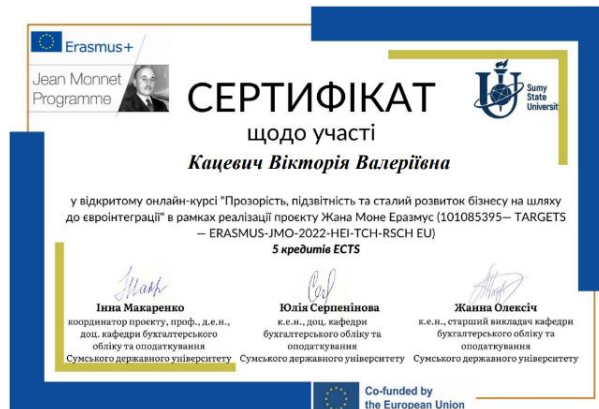 Erasmus+
Jean Monnet
Programme
Sumy
State
Universit
СЕРТИФІКАТ
щодо участі
Кацевич Вікторія Валеріївна
у відкритому онлайн-курсі "Прозорість, підзвітність та сталий розвиток бізнесу на шляху
до євроінтеграції" в рамках реалізації проєкту Жана Моне Еразмус (101085395— TARGETS
— ERASMUS-JMO-2022-HEI-TCH-RSCH EU)
5 кредитів ECTS
Інна Макаренко
координатор проекту, проф., д.е.н.,
доц. кафедри бухгалтерського
обліку та оподаткування
Сумського державного університету
Юлія Серпенінова
к.е.н., доц. кафедри
бухгалтерського обліку та
оподаткування
Сумського державного університету
Жанна Олексіч
к.е.н., старший викладач кафедри
бухгалтерського обліку та
оподаткування
Сумського державного університету
Co-funded by
the European Union